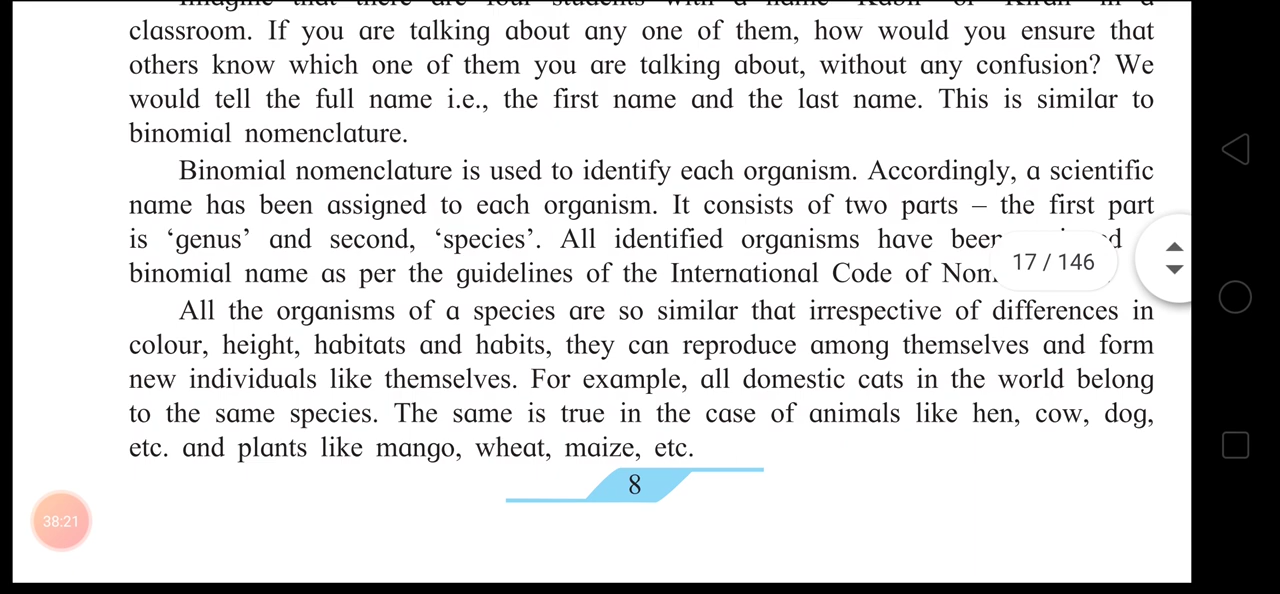 classroom. If you are talking about any one of them, how would you ensure that
others know which one of them you are talking about, without any confusion? We
would tell the full name i.e., the first name and the last name. This is similar to
binomial nomenclature.
Binomial nomenclature is used to identify each organism. Accordingly, a scientific
name has been assigned to each organism. It consists of two parts – the first part
is ‘genus’ and second, ‘species’. All identified organisms have been
binomial name as per the guidelines of the International Code of
17 / 146
All the organisms of a species are so similar that irrespective of differences in
colour, height, habitats and habits, they can reproduce among themselves and form
new individuals like themselves. For example, all domestic cats in the world belong
to the same species. The same is true in the case of animals like hen, cow, dog,
etc. and plants like mango, wheat, maize, etc.
8
38:21